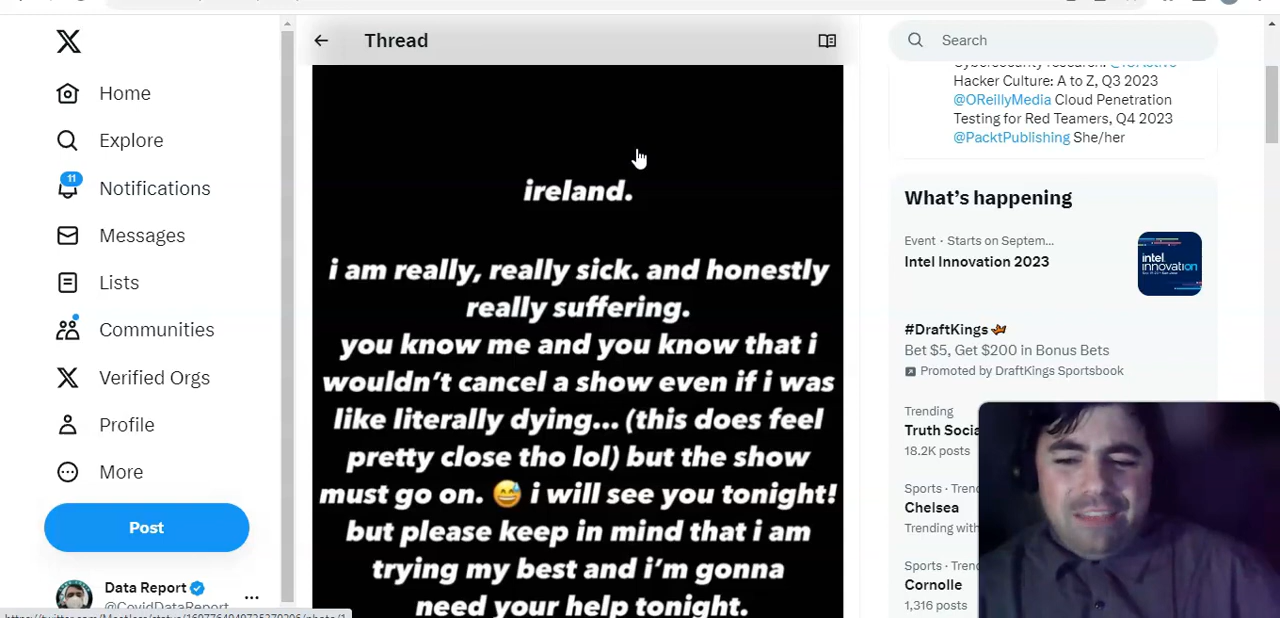 Thread
Search
Home
Explore
11
Notifications
Messages
Lists
Communities
Verified Orgs
Profile
More
Post
Data Report
@CovidDataReport
ireland.
i am really, really sick. and honestly
really suffering.
you know me and you know that i
wouldn't cancel a show even if i was
like literally dying... (this does feel
pretty close tho lol) but the show
must go on. 😅 i will see you tonight!
but please keep in mind that i am
trying my best and i'm gonna
need your help tonight.
Hacker Culture: A to Z, Q3 2023
@OReillyMedia Cloud Penetration
Testing for Red Teamers, Q4 2023
@PacktPublishing She/her
What's happening
Event · Starts on Septem...
Intel Innovation 2023
intel
innovation
#DraftKings
Bet $5, Get $200 in Bonus Bets
Promoted by DraftKings Sportsbook
Trending
Truth
18.2K posts
Sports ·
Chelsea
Trending
Sports ·
Cornolle
1,316 posts